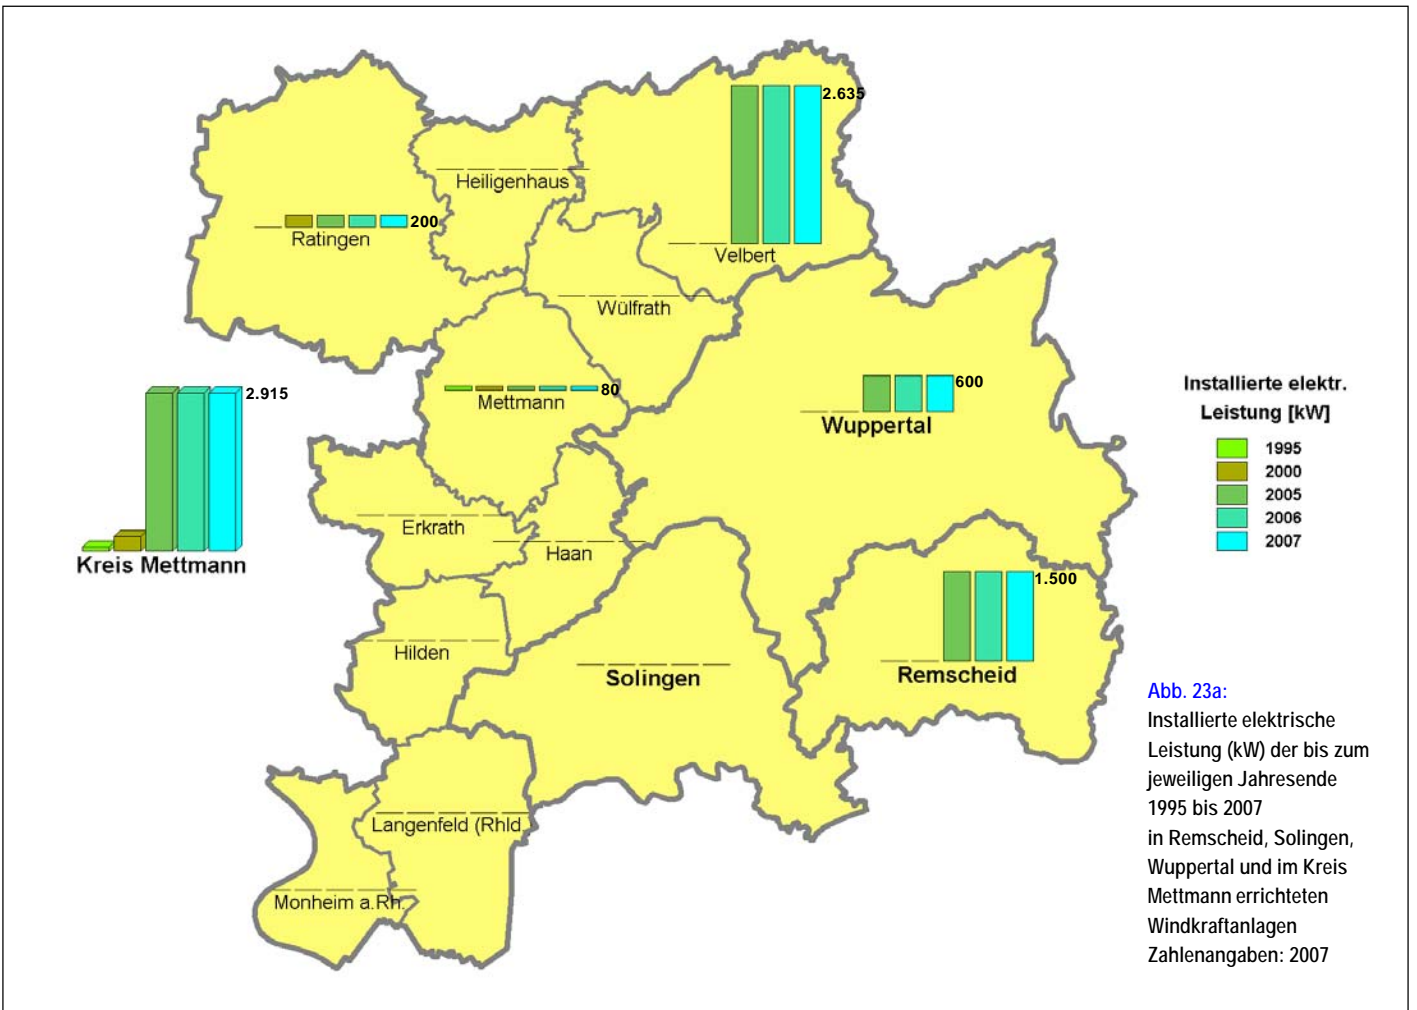 2.635
Heiligenhaus
200
Ratingen
Velbert
Wülfrath
2.915
80
Mettmann
600
Wuppertal
Installierte elektr.
Leistung [kW]
1995
2000
2005
2006
2007
Erkrath
Haan
Kreis Mettmann
1.500
Hilden
Solingen
Remscheid
Langenfeld (Rhld.
Monheim a.Rh.
Abb. 23a:
Installierte elektrische
Leistung (kW) der bis zum
jeweiligen Jahresende
1995 bis 2007
in Remscheid, Solingen,
Wuppertal und im Kreis
Mettmann errichteten
Windkraftanlagen
Zahlenangaben: 2007